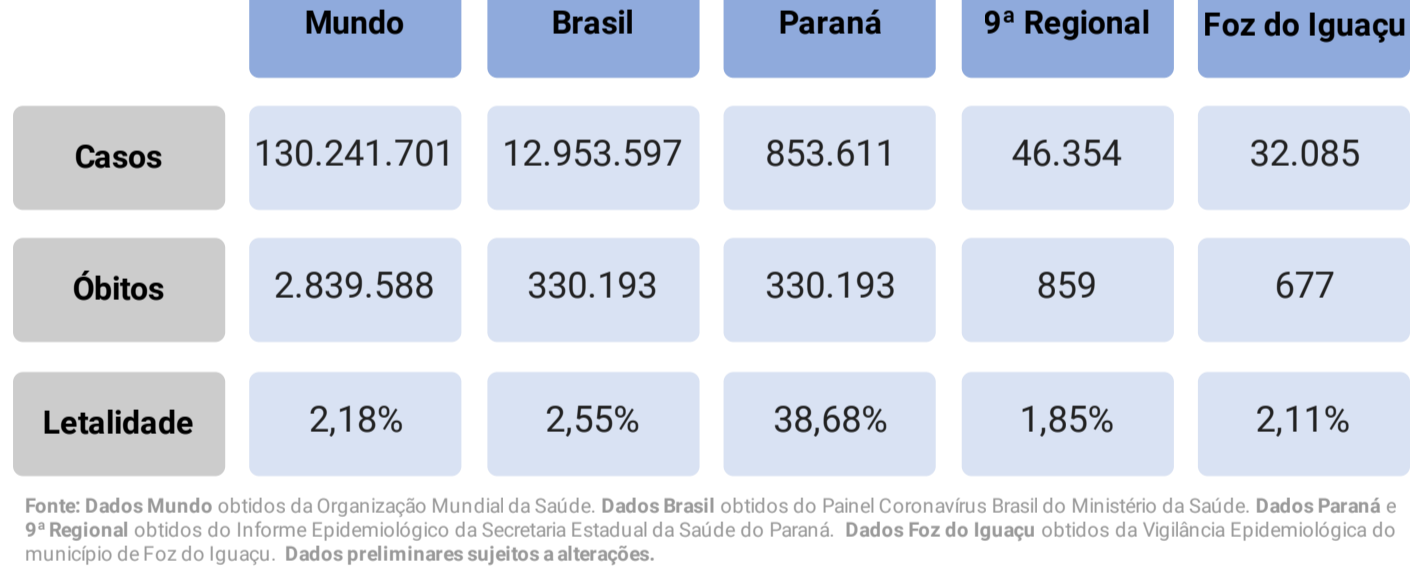 Mundo Brasil Paraná 9ª Regional Foz do Iguaçu
Casos 130.241.701 12.953.597 853.611 46.354 32.085
Óbitos 2.839.588 330.193 330.193 859 677
Letalidade 2,18% 2,55% 38,68% 1,85% 2,11%
Fonte: Dados Mundo obtidos da Organização Mundial da Saúde. Dados Brasil obtidos do Painel Coronavírus Brasil do Ministério da Saúde. Dados Paraná e
9ª Regional obtidos do Informe Epidemiológico da Secretaria Estadual da Saúde do Paraná. Dados Foz do Iguaçu obtidos da Vigilância Epidemiológica do
município de Foz do Iguaçu. Dados preliminares sujeitos a alterações.